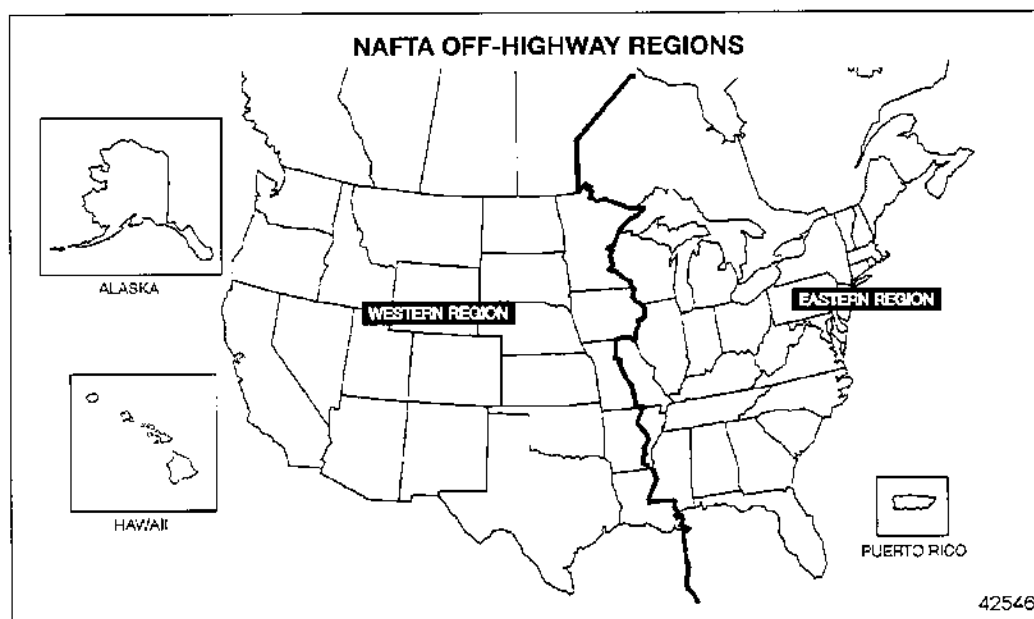 NAFTA OFF-HIGHWAY REGIONS
ALASKA
WESTERN REGION
EASTERN REGION
HAWAII
PUERTO RICO
42546